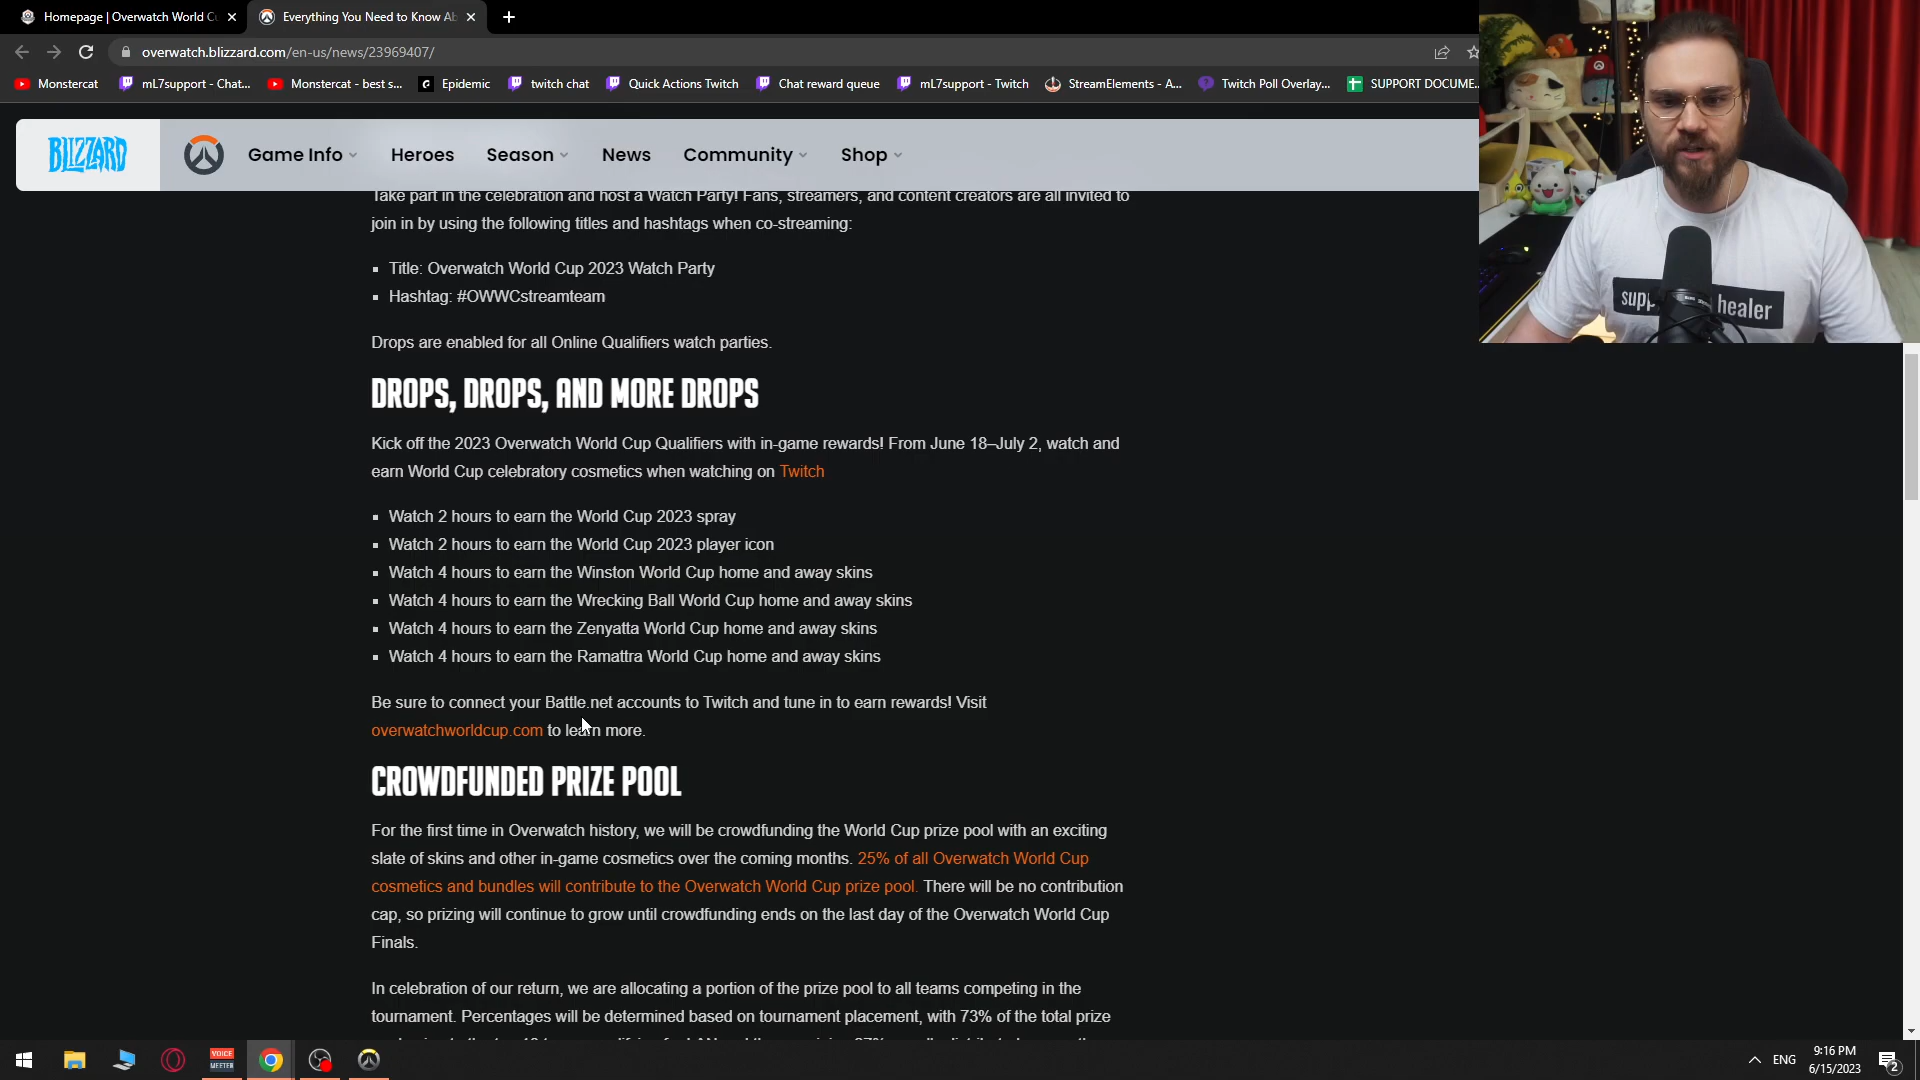 Homepage | Overwatch World Cu
Everything You Need to Know Ab
overwatch.blizzard.com/en-us/news/23969407/
Monstercat
mL7support - Chat...
Monstercat - best s...
Epidemic
twitch chat
Quick Actions Twitch
Chat reward queue
mL7support - Twitch
StreamElements - A...
Twitch Poll Overlay...
SUPPORT DOCUME...
BLIZZARD
Game Info
Heroes
Season
News
Community
Shop
Take part in the celebration and host a Watch Party! Fans, streamers, and content creators are all invited to
join in by using the following titles and hashtags when co-streaming:
▪ Title: Overwatch World Cup 2023 Watch Party
▪ Hashtag: #OWWCstreamteam
Drops are enabled for all Online Qualifiers watch parties.
DROPS, DROPS, AND MORE DROPS
Kick off the 2023 Overwatch World Cup Qualifiers with in-game rewards! From June 18–July 2, watch and
earn World Cup celebratory cosmetics when watching on Twitch
▪ Watch 2 hours to earn the World Cup 2023 spray
▪ Watch 2 hours to earn the World Cup 2023 player icon
▪ Watch 4 hours to earn the Winston World Cup home and away skins
▪ Watch 4 hours to earn the Wrecking Ball World Cup home and away skins
▪ Watch 4 hours to earn the Zenyatta World Cup home and away skins
▪ Watch 4 hours to earn the Ramattra World Cup home and away skins
Be sure to connect your Battle.net accounts to Twitch and tune in to earn rewards! Visit
overwatchworldcup.com to learn more.
CROWDFUNDED PRIZE POOL
For the first time in Overwatch history, we will be crowdfunding the World Cup prize pool with an exciting
slate of skins and other in-game cosmetics over the coming months. 25% of all Overwatch World Cup
cosmetics and bundles will contribute to the Overwatch World Cup prize pool. There will be no contribution
cap, so prizing will continue to grow until crowdfunding ends on the last day of the Overwatch World Cup
Finals.
In celebration of our return, we are allocating a portion of the prize pool to all teams competing in the
tournament. Percentages will be determined based on tournament placement, with 73% of the total prize
supp healer
VOICE
MEETER
ENG
9:16 PM
6/15/2023
2